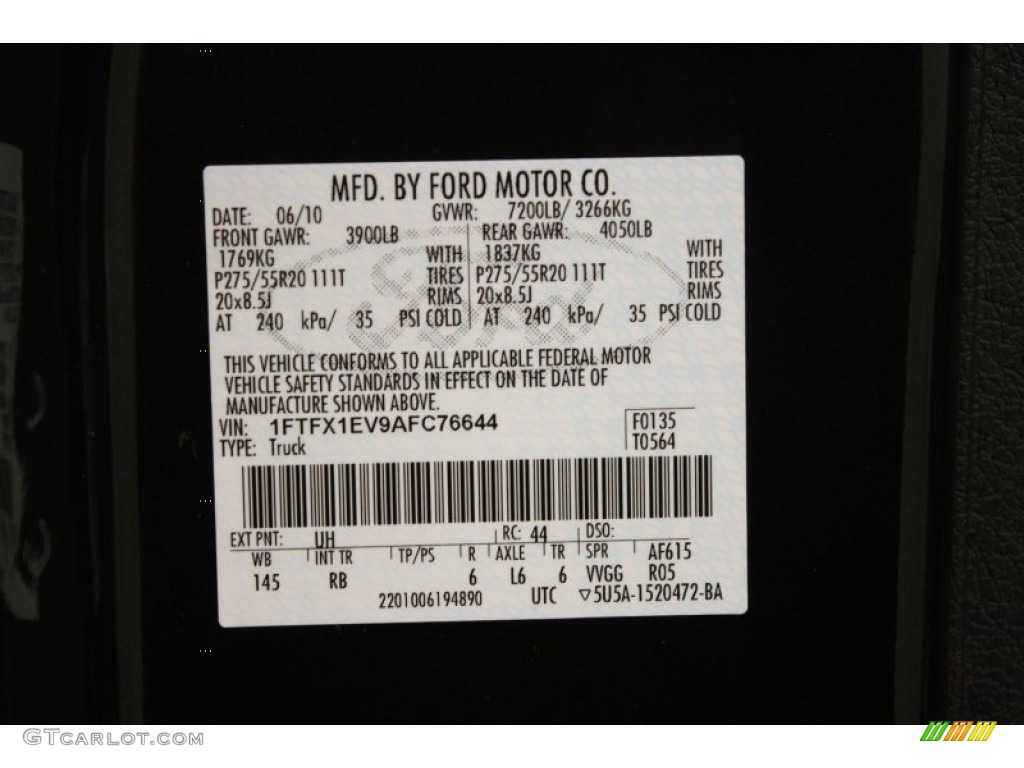 MFD. BY FORD MOTOR CO.
DATE: 06/10 GVWR: 7200LB/ 3266KG
FRONT GAWR: 3900LB REAR GAWR: 4050LB
1769KG WITH 1837KG WITH
P275/55R20 111T TIRES P275/55R20 111T TIRES
20x8.5J RIMS 20x8.5J RIMS
AT 240 kPa/ 35 PSI COLD AT 240 kPa/ 35 PSI COLD
THIS VEHICLE CONFORMS TO ALL APPLICABLE FEDERAL MOTOR
VEHICLE SAFETY STANDARDS IN EFFECT ON THE DATE OF
MANUFACTURE SHOWN ABOVE.
VIN: 1FTFX1EV9AFC76644 F0135
TYPE: Truck T0564
EXT PNT: UH RC: 44 DSO:
WB INT TR TP/PS R AXLE TR SPR AF615
145 RB 6 L6 6 VVGG R05
2201006194890 UTC ▽5U5A-1520472-BA
GTCARLOT.COM